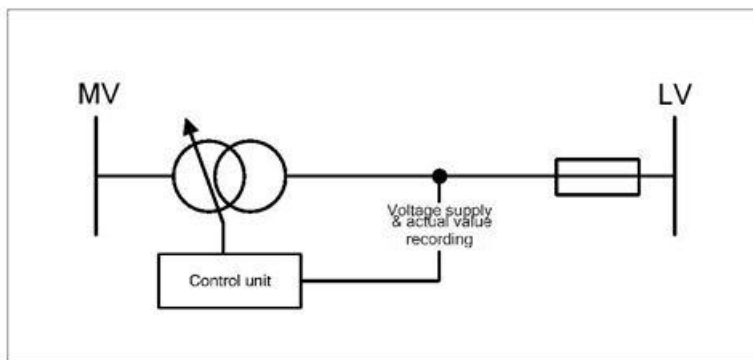 MV
LV
Voltage supply
& actual value
recording
Control unit